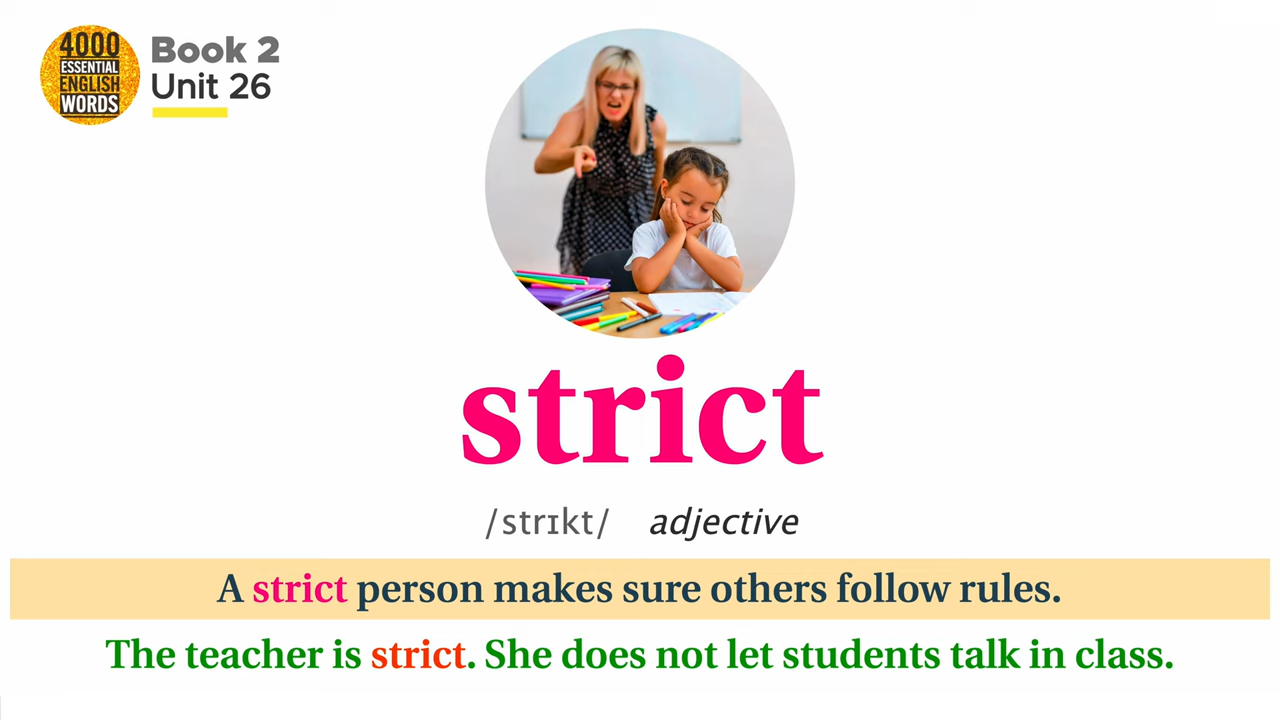 4000
ESSENTIAL
ENGLISH
WORDS
Book 2
Unit 26
strict
/strɪkt/ adjective
A strict person makes sure others follow rules.
The teacher is strict. She does not let students talk in class.